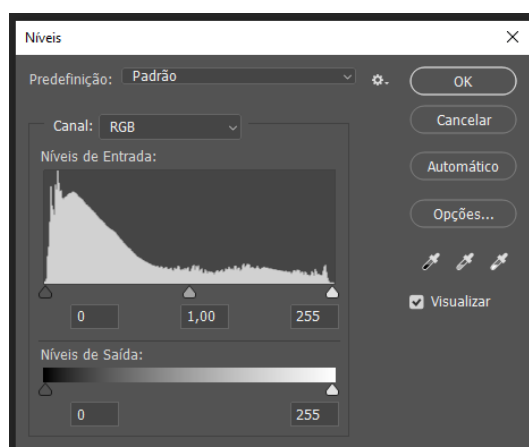 Níveis
Predefinição: Padrão
OK
Canal: RGB
Cancelar
Níveis de Entrada:
Automático
Opções...
Visualizar
0 1,00 255
Níveis de Saída:
0 255